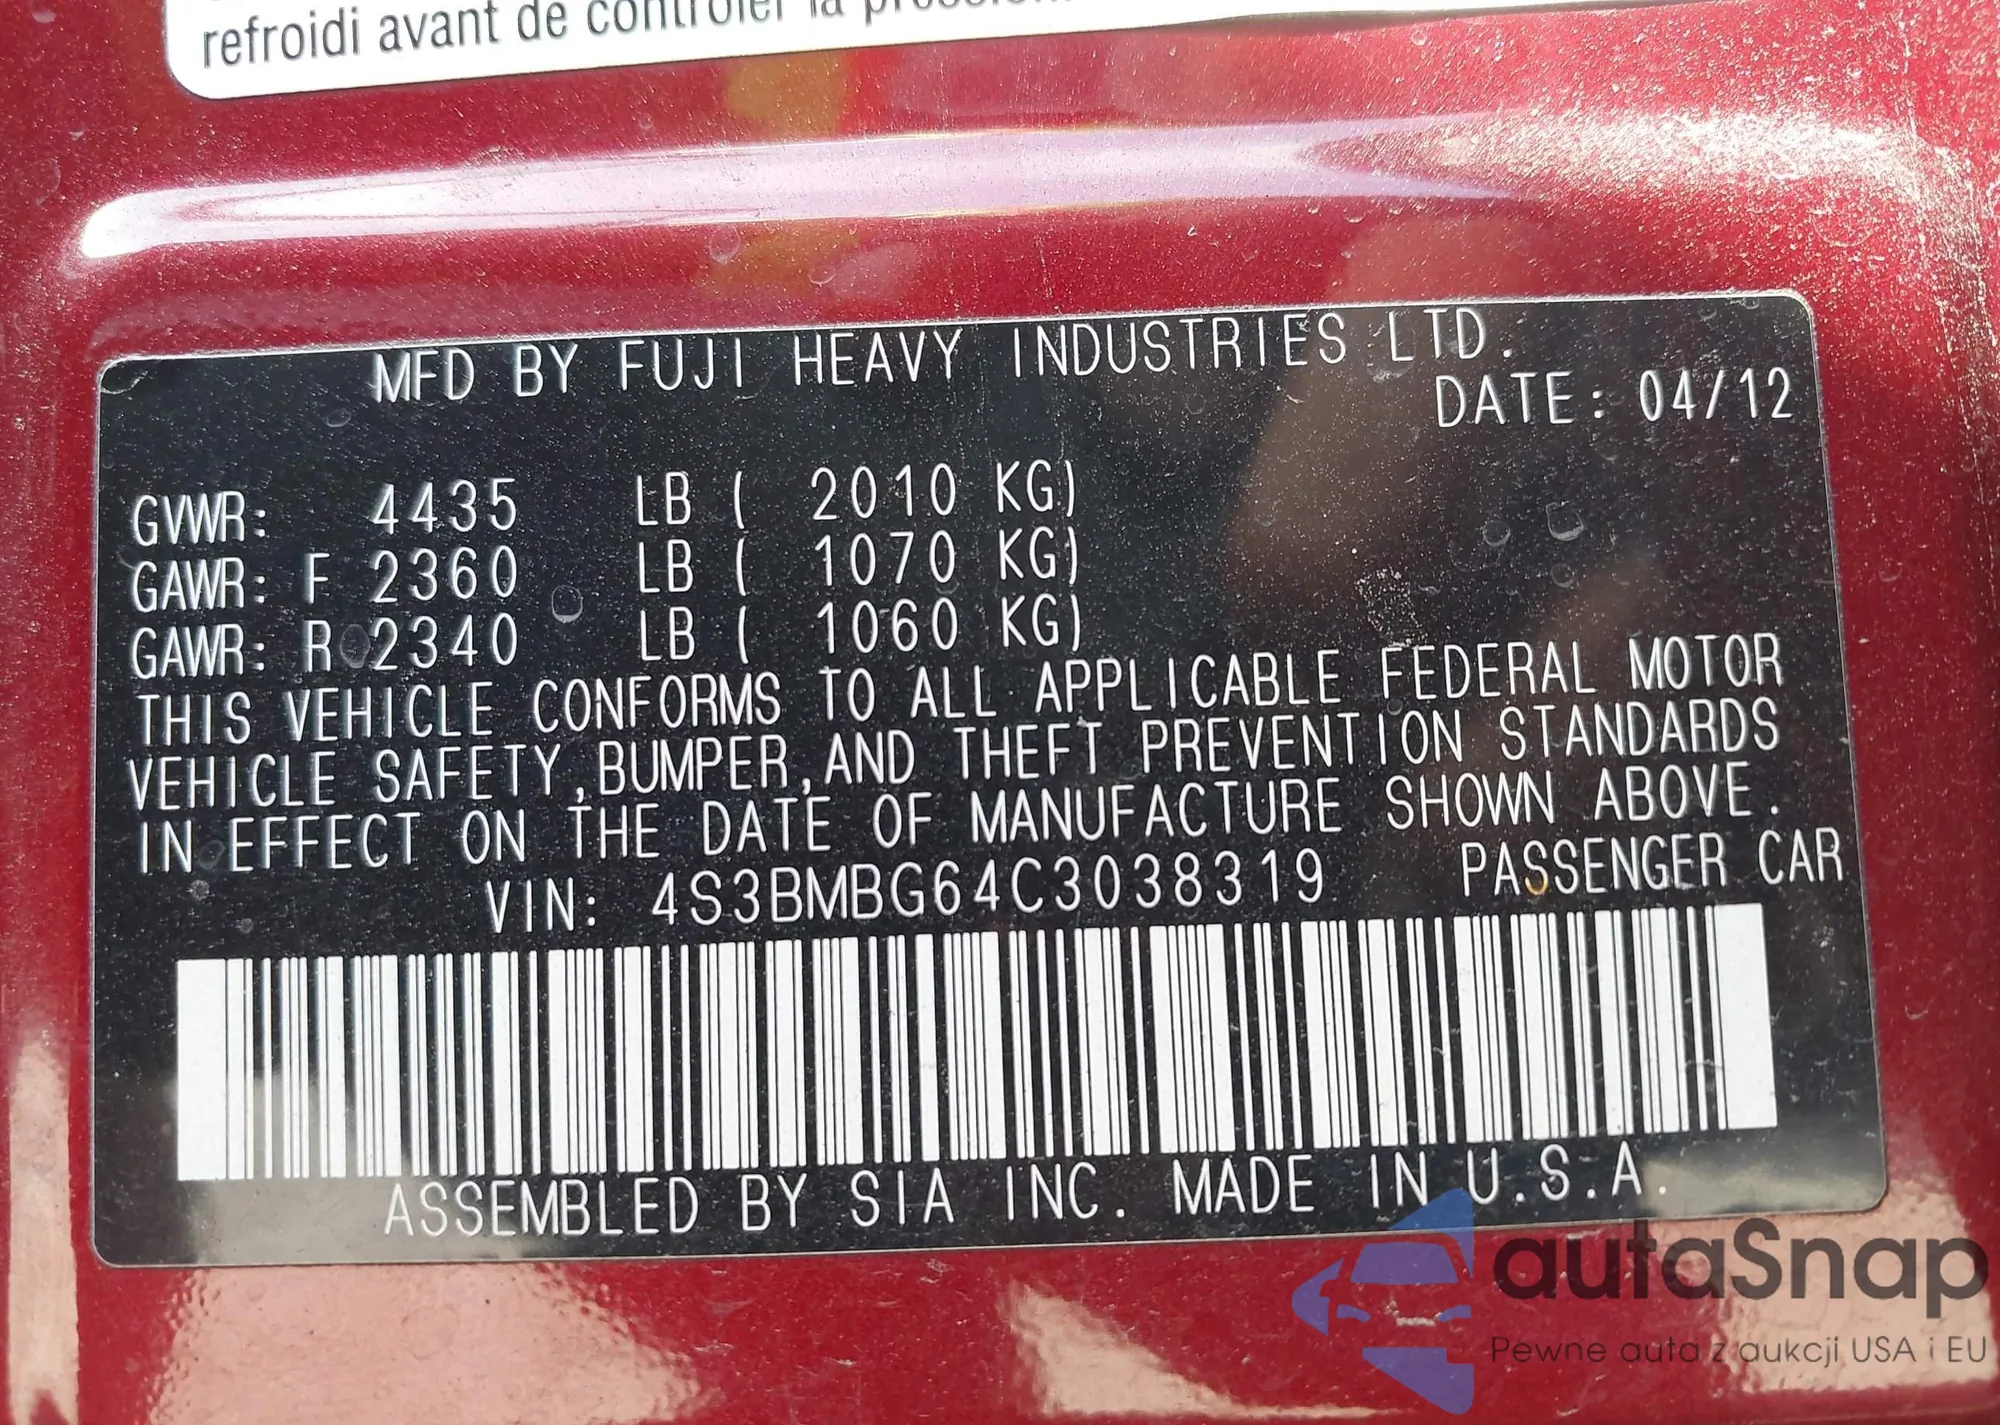 refroidi avant de contrôler la pression.
MFD BY FUJI HEAVY INDUSTRIES LTD.
DATE: 04/12
GVWR: 4435 LB ( 2010 KG)
GAWR: F 2360 LB ( 1070 KG)
GAWR: R 2340 LB ( 1060 KG)
THIS VEHICLE CONFORMS TO ALL APPLICABLE FEDERAL MOTOR
VEHICLE SAFETY,BUMPER,AND THEFT PREVENTION STANDARDS
IN EFFECT ON THE DATE OF MANUFACTURE SHOWN ABOVE.
VIN: 4S3BMBG64C3038319 PASSENGER CAR
ASSEMBLED BY SIA INC. MADE IN U.S.A.
autaSnap
Pewne auta z aukcji USA i EU